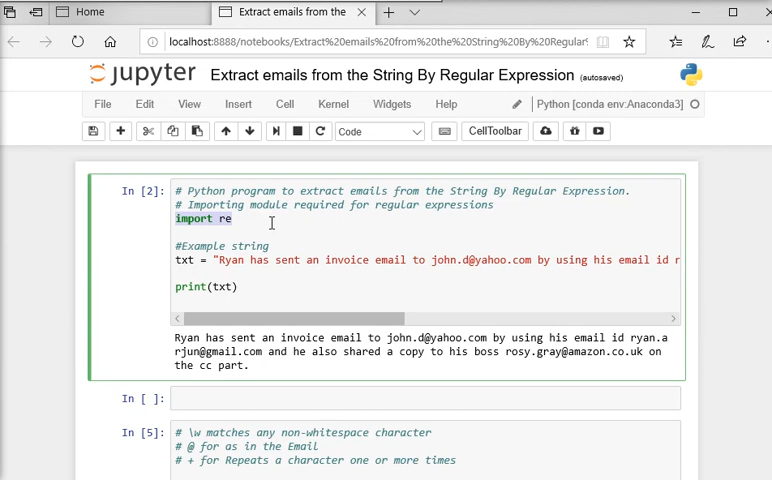 Home
Extract emails from the
localhost:8888/notebooks/Extract%20emails%20from%20the%20String%20By%20Regular%
jupyter Extract emails from the String By Regular Expression (autosaved)
File Edit View Insert Cell Kernel Widgets Help Python [conda env:Anaconda3]
Code CellToolbar
In [2]: # Python program to extract emails from the String By Regular Expression.
# Importing module required for regular expressions
import re
#Example string
txt = "Ryan has sent an invoice email to john.d@yahoo.com by using his email id r
print(txt)
Ryan has sent an invoice email to john.d@yahoo.com by using his email id ryan.a
rjun@gmail.com and he also shared a copy to his boss rosy.gray@amazon.co.uk on
the cc part.
In [ ]:
In [5]: # \w matches any non-whitespace character
# @ for as in the Email
# + for Repeats a character one or more times